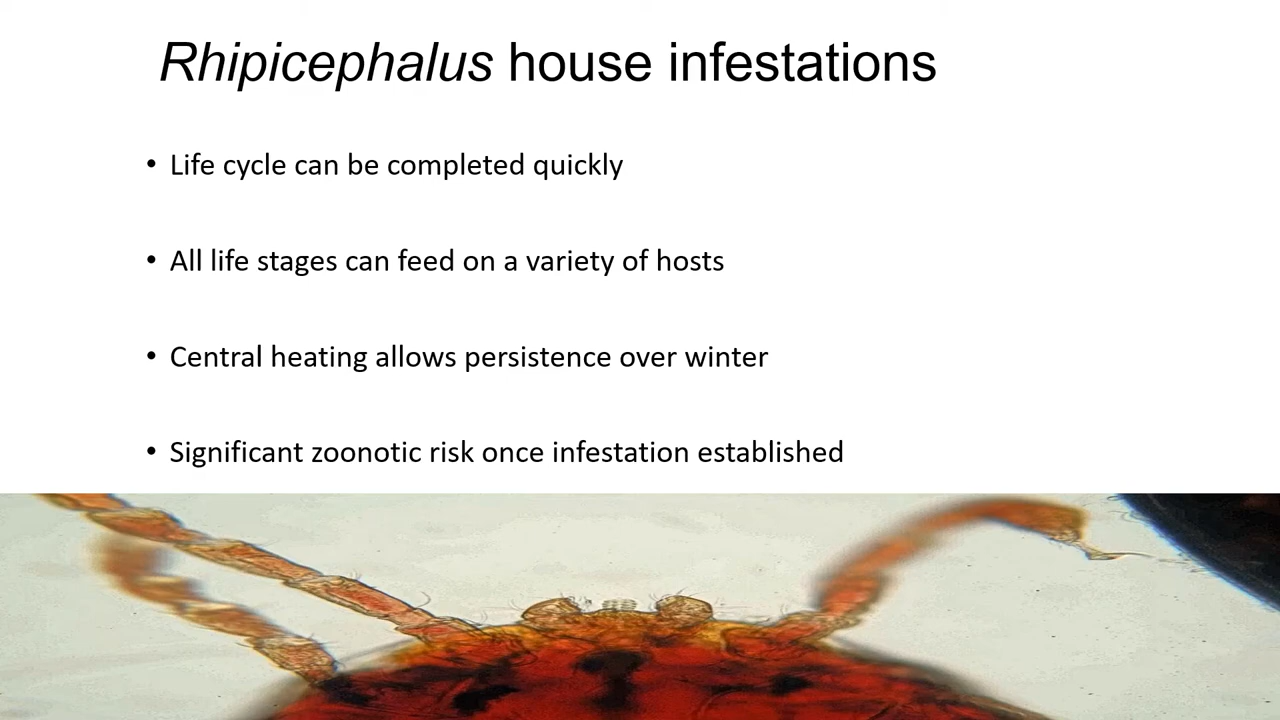 Rhipicephalus house infestations
• Life cycle can be completed quickly
• All life stages can feed on a variety of hosts
• Central heating allows persistence over winter
• Significant zoonotic risk once infestation established